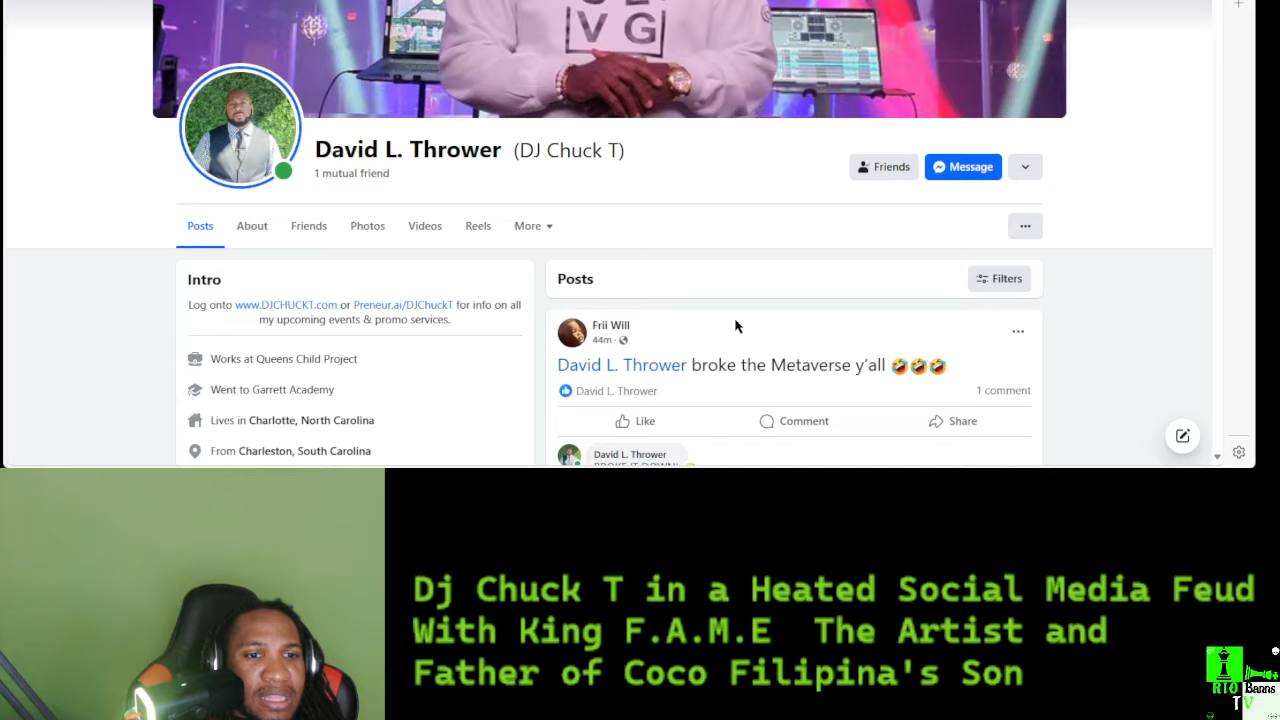 VG
David L. Thrower (DJ Chuck T)
1 mutual friend
Friends
Message
Posts
About
Friends
Photos
Videos
Reels
More
Intro
Log onto www.DJCHUCKT.com or Preneur.ai/DJChuckT for info on all
my upcoming events & promo services.
Works at Queens Child Project
Went to Garrett Academy
Lives in Charlotte, North Carolina
From Charleston, South Carolina
Posts
Filters
Frii Will
44m ·
David L. Thrower broke the Metaverse y'all 🤣🤣🤣
David L. Thrower
1 comment
Like
Comment
Share
David L. Thrower
Dj Chuck T in a Heated Social Media Feud
With King F.A.M.E The Artist and
Father of Coco Filipina's Son
RIO Banns
TV